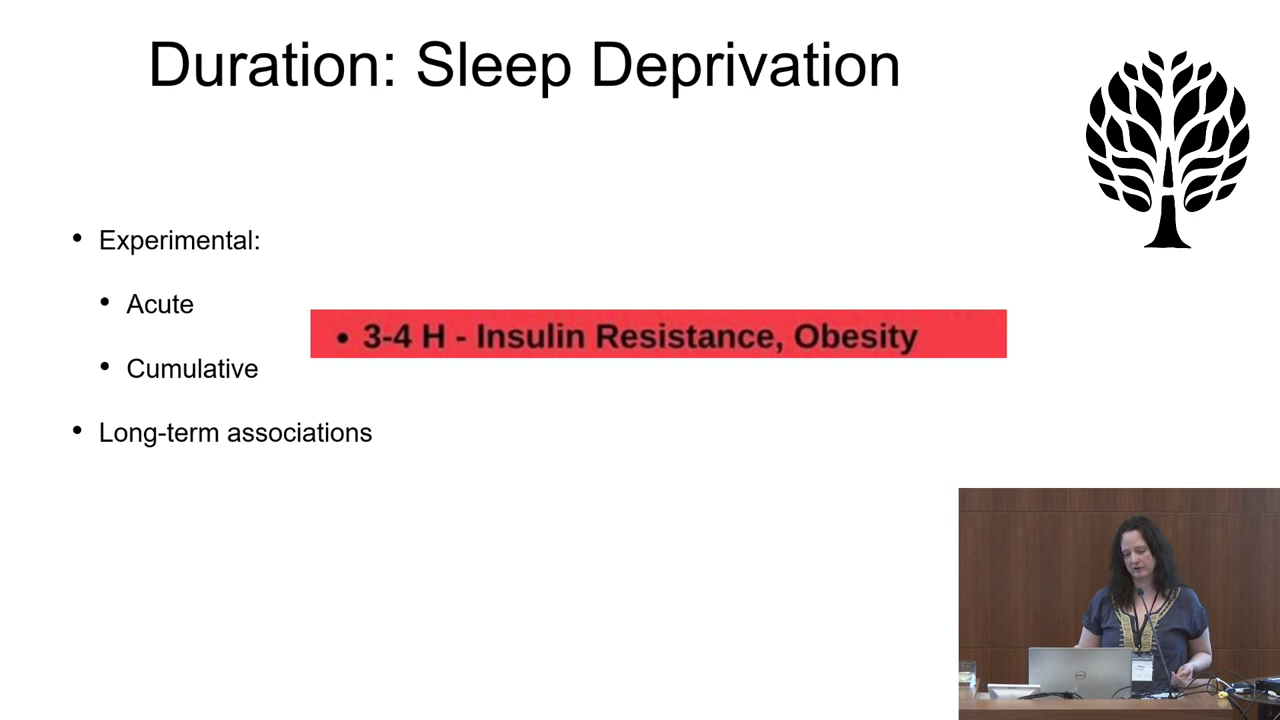 Duration: Sleep Deprivation
• Experimental:
• Acute
• 3-4 H - Insulin Resistance, Obesity
• Cumulative
• Long-term associations